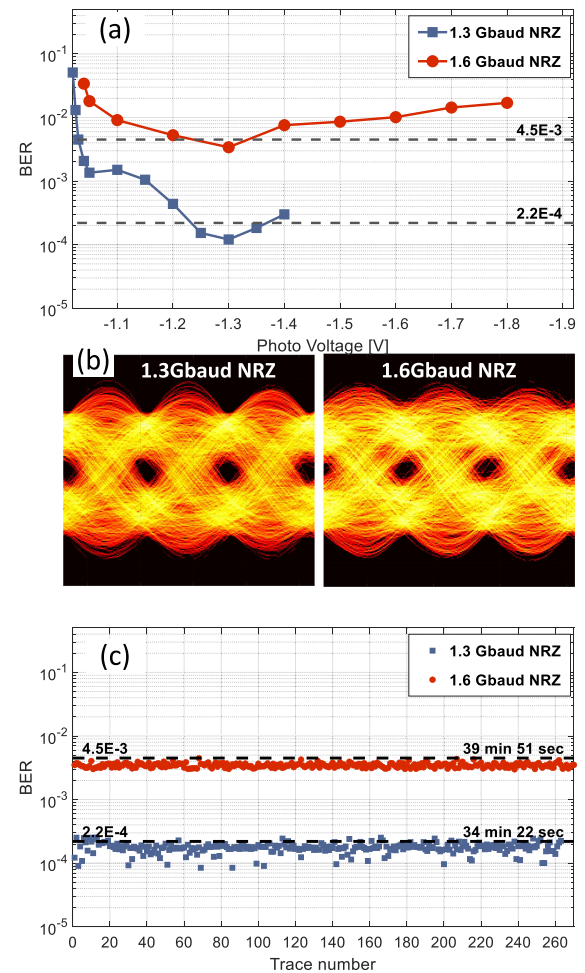 (a)
1.3 Gbaud NRZ
1.6 Gbaud NRZ
10^-1
10^-2
10^-3
10^-4
10^-5
BER
4.5E-3
2.2E-4
-1.1 -1.2 -1.3 -1.4 -1.5 -1.6 -1.7 -1.8 -1.9
Photo Voltage [V]
(b)
1.3Gbaud NRZ
1.6Gbaud NRZ
(c)
1.3 Gbaud NRZ
1.6 Gbaud NRZ
10^-1
10^-2
10^-3
10^-4
10^-5
BER
4.5E-3 39 min 51 sec
2.2E-4 34 min 22 sec
0 20 40 60 80 100 120 140 160 180 200 220 240 260
Trace number